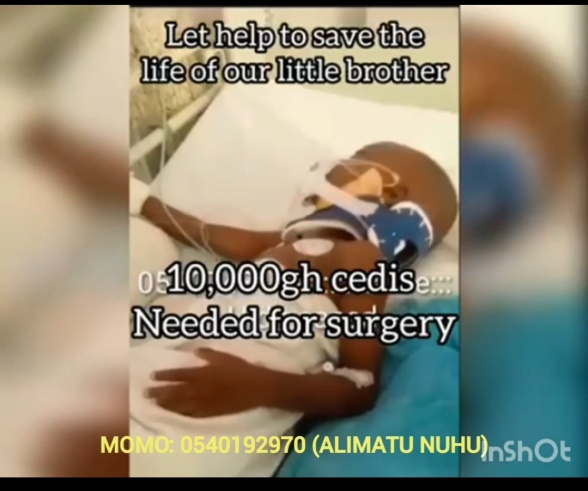 Let help to save the
life of our little brother
10,000gh cedis
Needed for surgery
MOMO: 0540192970 (ALIMATU NUHU)
InShOt